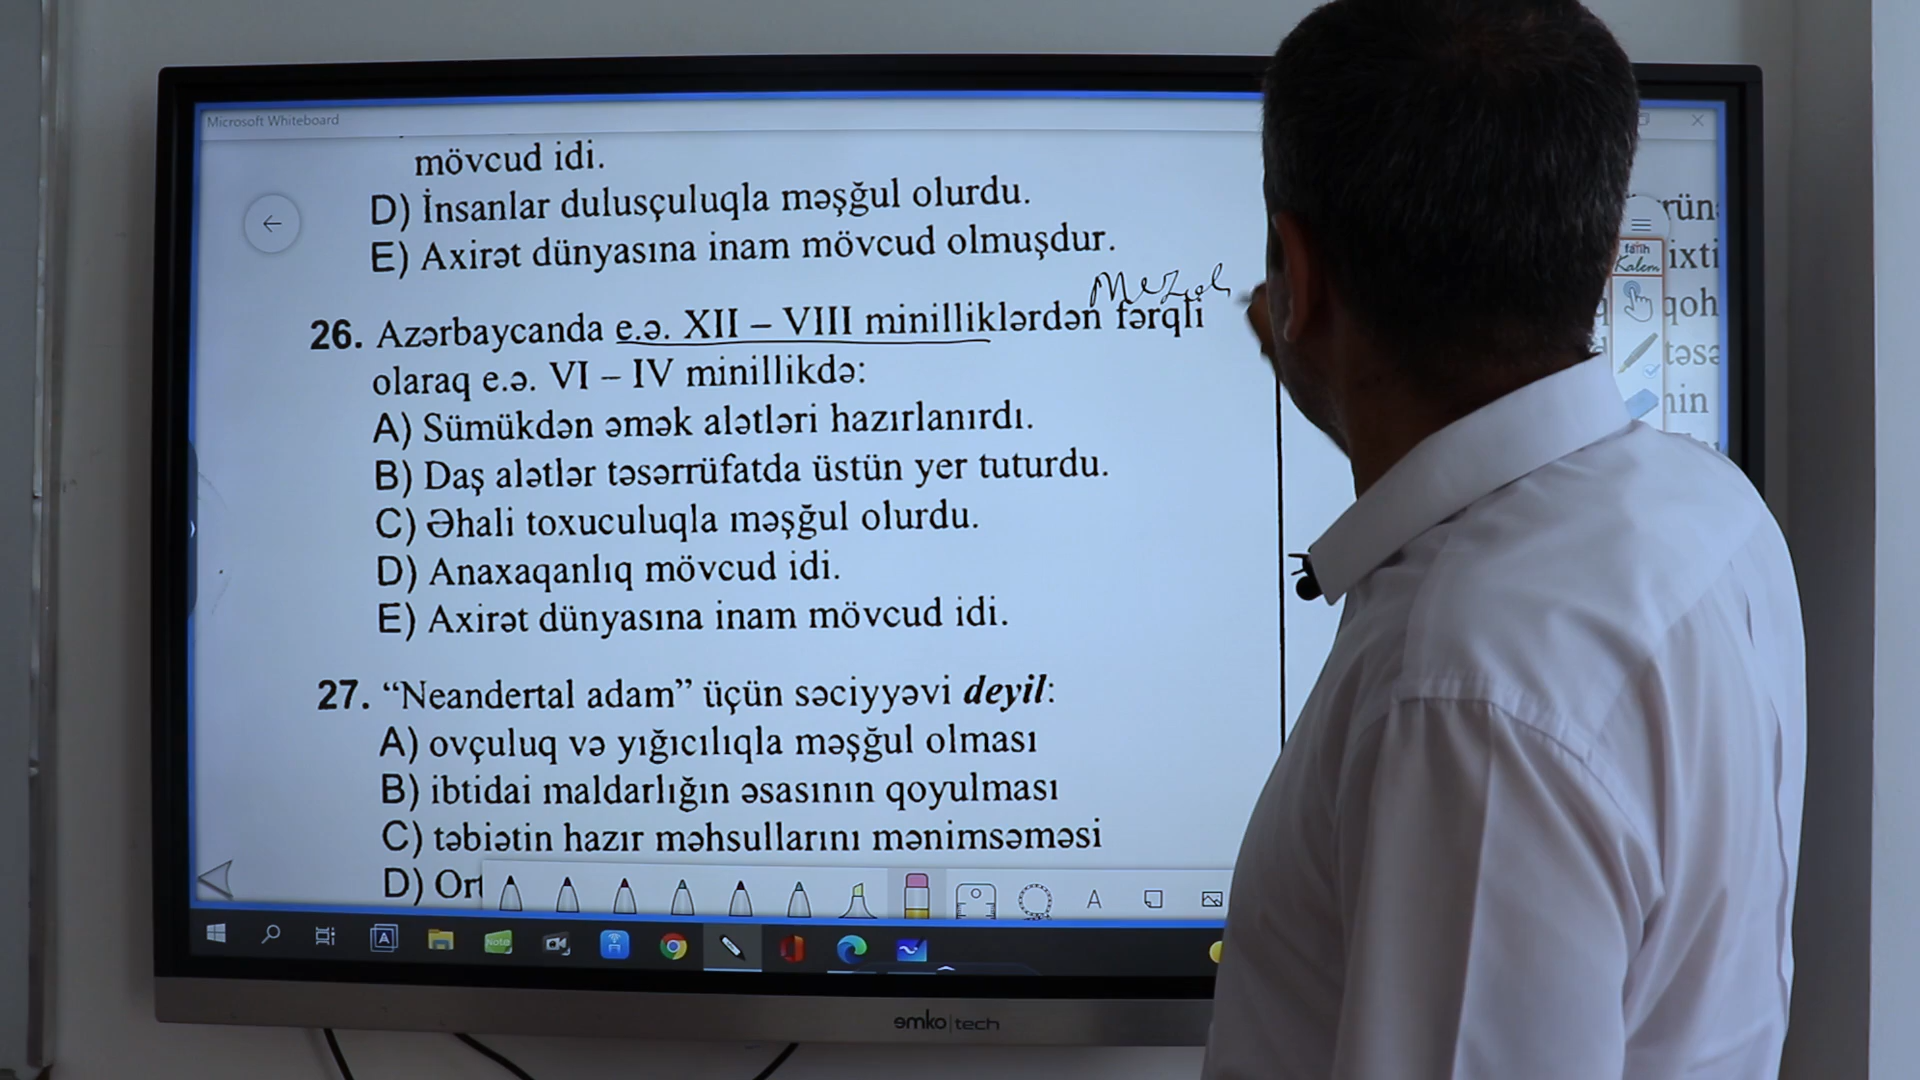 Microsoft Whiteboard
mövcud idi.
D) İnsanlar dulusçuluqla məşğul olurdu.
E) Axirət dünyasına inam mövcud olmuşdur.
26. Azərbaycanda e.ə. XII – VIII minilliklərdən fərqli
olaraq e.ə. VI – IV minillikdə:
A) Sümükdən əmək alətləri hazırlanırdı.
B) Daş alətlər təsərrüfatda üstün yer tuturdu.
C) Əhali toxuculuqla məşğul olurdu.
D) Anaxaqanlıq mövcud idi.
E) Axirət dünyasına inam mövcud idi.
27. “Neandertal adam” üçün səciyyəvi deyil:
A) ovçuluq və yığıcılıqla məşğul olması
B) ibtidai maldarlığın əsasının qoyulması
C) təbiətin hazır məhsullarını mənimsəməsi
D) Ort
fatih
Kalem
ixti
qoh
təsə
emko | tech